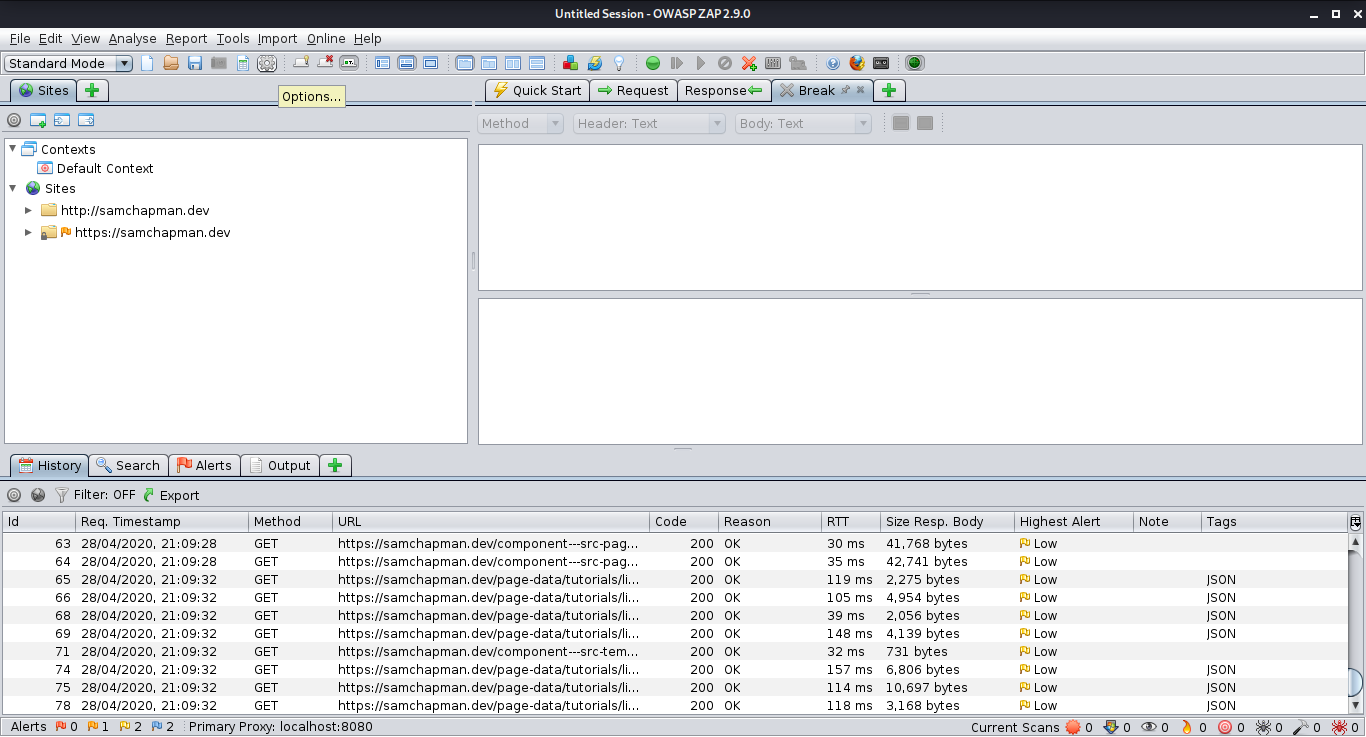 Untitled Session - OWASP ZAP 2.9.0
File Edit View Analyse Report Tools Import Online Help
Standard Mode
Sites
Options...
Quick Start Request Response Break
Method Header: Text Body: Text
Contexts
Default Context
Sites
http://samchapman.dev
https://samchapman.dev
History Search Alerts Output
Filter: OFF Export
Id Req. Timestamp Method URL Code Reason RTT Size Resp. Body Highest Alert Note Tags
63 28/04/2020, 21:09:28 GET https://samchapman.dev/component---src-pag... 200 OK 30 ms 41,768 bytes Low
64 28/04/2020, 21:09:28 GET https://samchapman.dev/component---src-pag... 200 OK 35 ms 42,741 bytes Low
65 28/04/2020, 21:09:32 GET https://samchapman.dev/page-data/tutorials/li... 200 OK 119 ms 2,275 bytes Low JSON
66 28/04/2020, 21:09:32 GET https://samchapman.dev/page-data/tutorials/li... 200 OK 105 ms 4,954 bytes Low JSON
68 28/04/2020, 21:09:32 GET https://samchapman.dev/page-data/tutorials/li... 200 OK 39 ms 2,056 bytes Low JSON
69 28/04/2020, 21:09:32 GET https://samchapman.dev/page-data/tutorials/li... 200 OK 148 ms 4,139 bytes Low JSON
71 28/04/2020, 21:09:32 GET https://samchapman.dev/component---src-tem... 200 OK 32 ms 731 bytes Low
74 28/04/2020, 21:09:32 GET https://samchapman.dev/page-data/tutorials/li... 200 OK 157 ms 6,806 bytes Low JSON
75 28/04/2020, 21:09:32 GET https://samchapman.dev/page-data/tutorials/li... 200 OK 114 ms 10,697 bytes Low JSON
78 28/04/2020, 21:09:32 GET https://samchapman.dev/page-data/tutorials/li... 200 OK 118 ms 3,168 bytes Low JSON
Alerts 0 1 2 2 Primary Proxy: localhost:8080 Current Scans 0 0 0 0 0 0 0 0